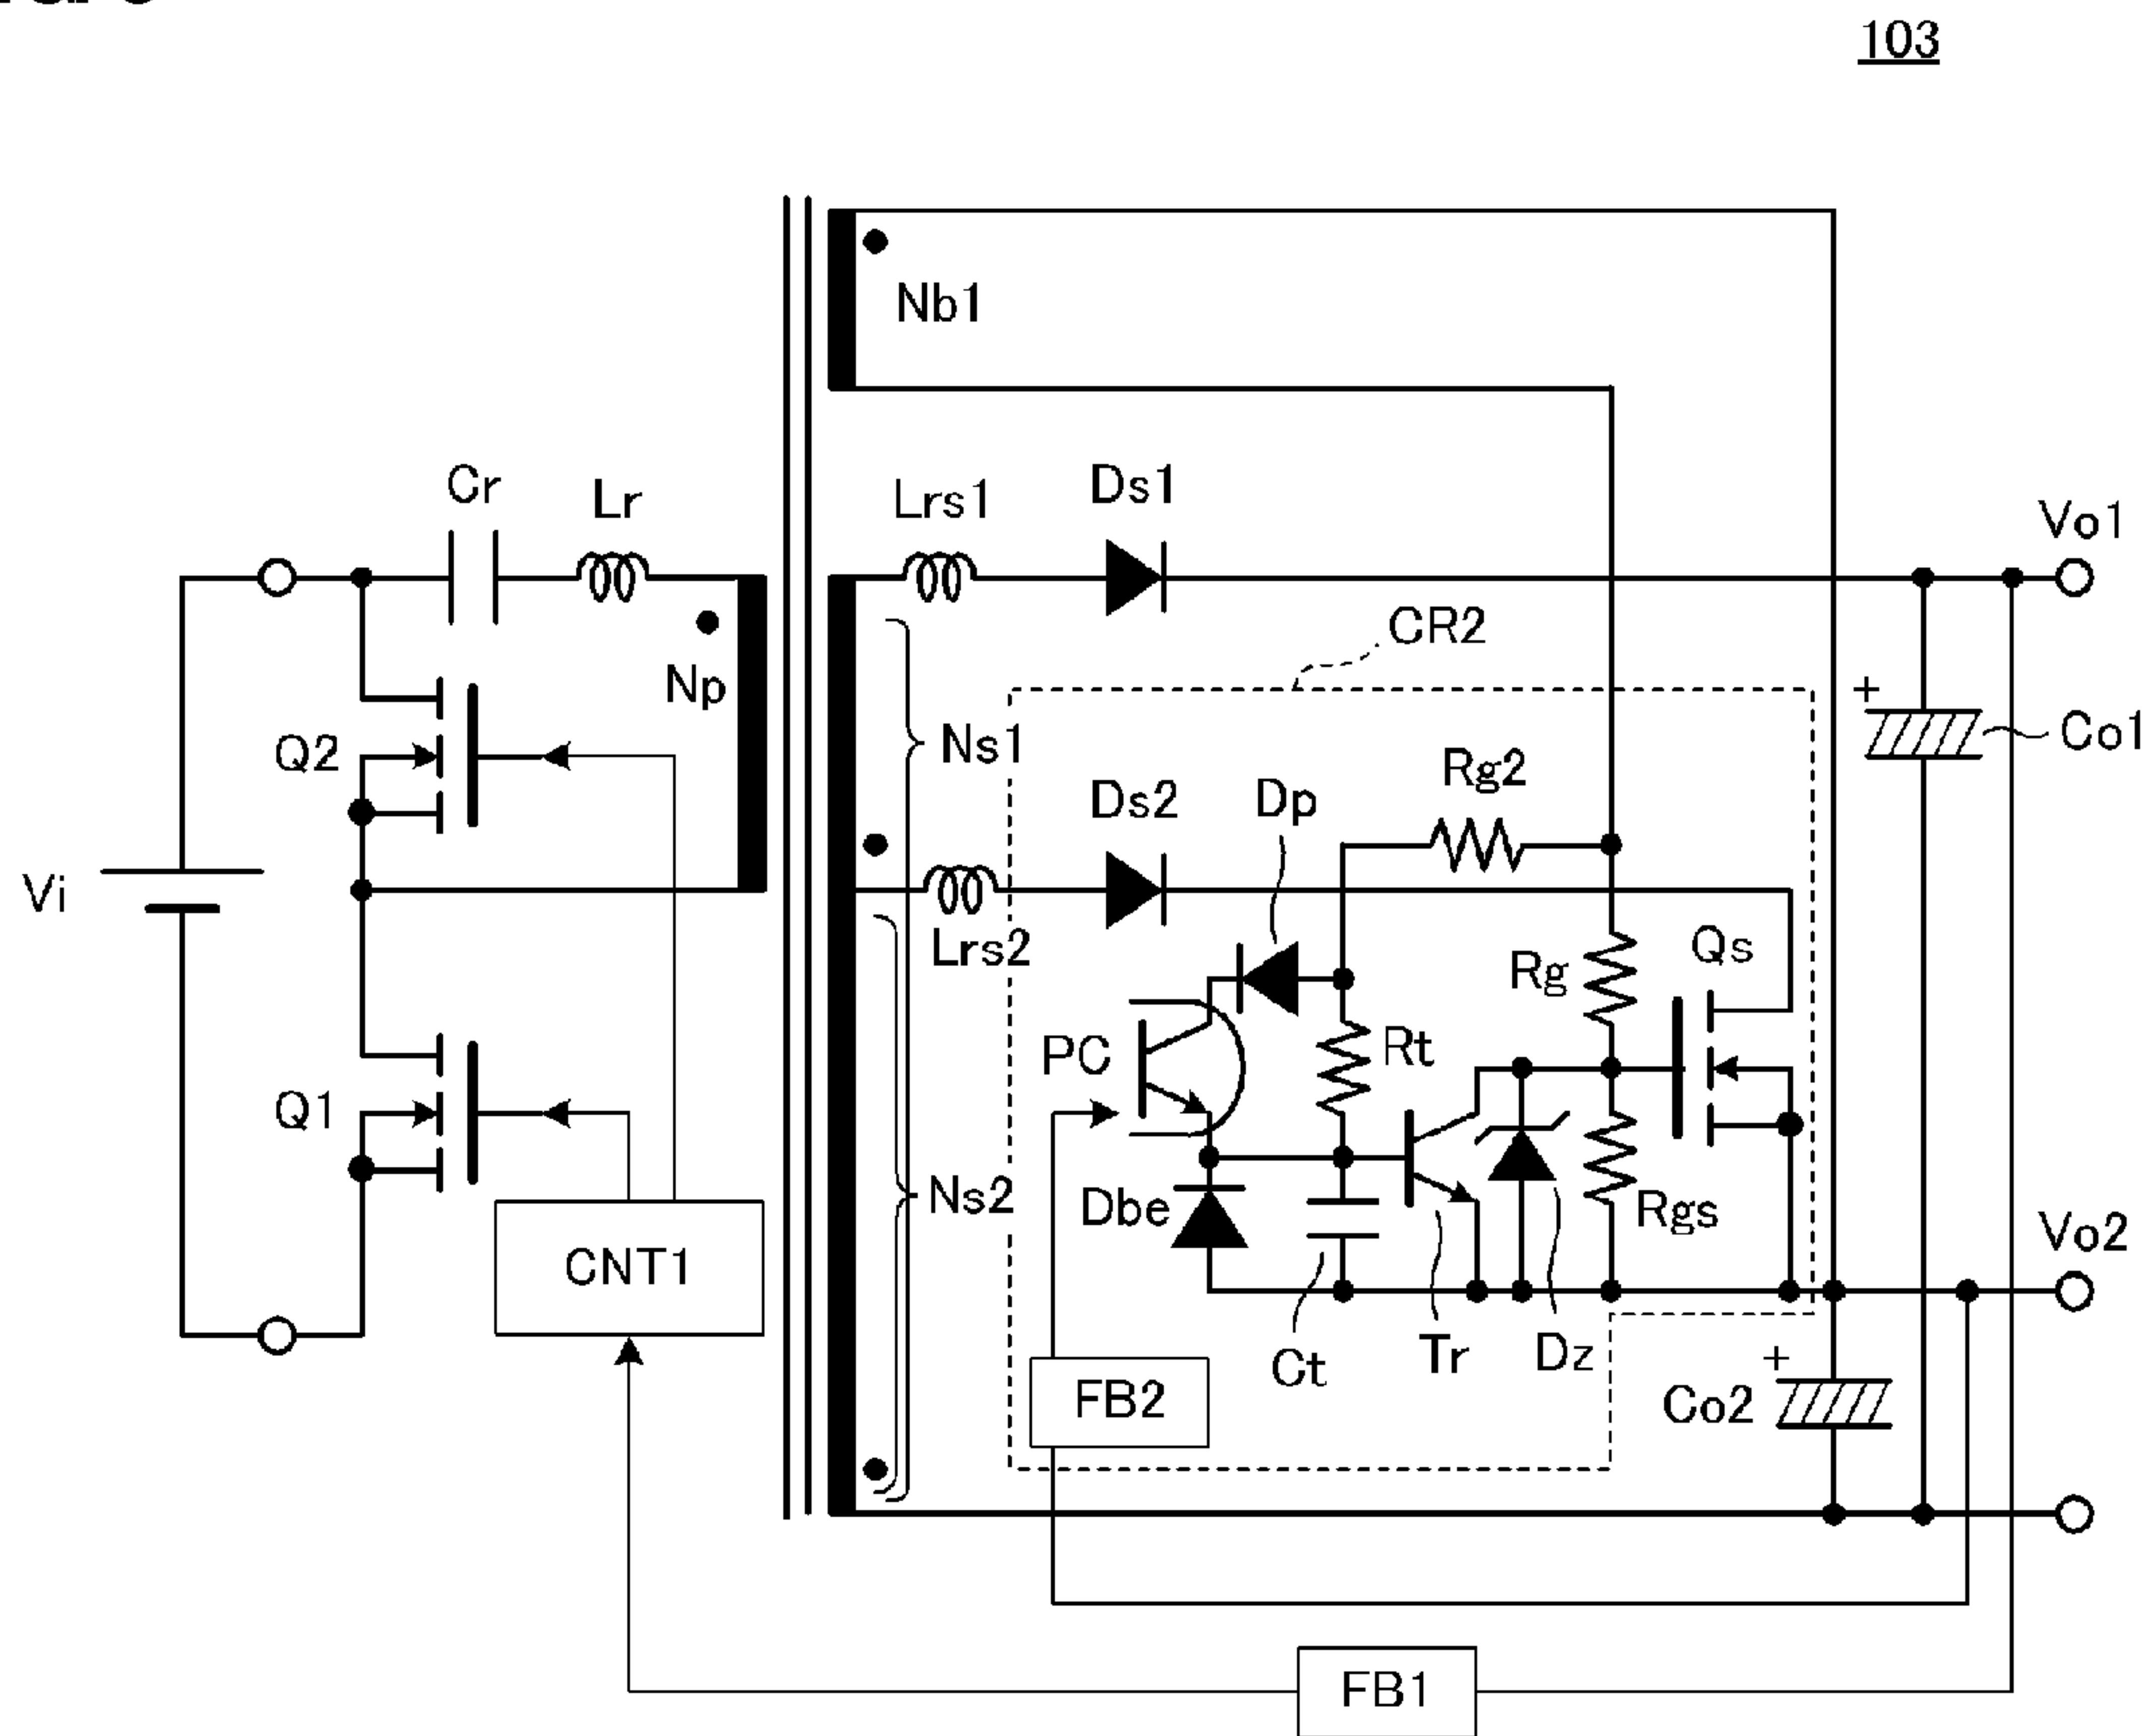 103
Nb1
Cr
Lr
Lrs1
Ds1
Vo1
CR2
Np
Q2
Ns1
Co1
Rg2
Ds2
Dp
Vi
Lrs2
Rg
Qs
PC
Rt
Q1
Ns2
Dbe
Rgs
CNT1
Vo2
Ct
Tr
Dz
FB2
Co2
FB1
+
+